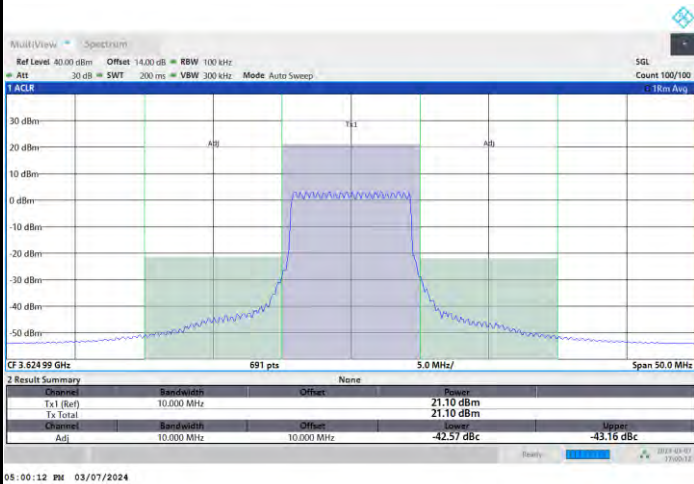 MultiView Spectrum
Ref Level 40.00 dBm Offset 14.00 dB RBW 100 kHz SGL
Att 30 dB SWT 200 ms VBW 300 kHz Mode Auto Sweep Count 100/100
1 ACLR 1Rm Avg
30 dBm
Tx1
20 dBm Adj Adj
10 dBm
0 dBm
-10 dBm
-20 dBm
-30 dBm
-40 dBm
-50 dBm
CF 3.62499 GHz 691 pts 5.0 MHz/ Span 50.0 MHz
2 Result Summary None
Channel Bandwidth Offset Power
Tx1 (Ref) 10.000 MHz 21.10 dBm
Tx Total 21.10 dBm
Channel Bandwidth Offset Lower Upper
Adj 10.000 MHz 10.000 MHz -42.57 dBc -43.16 dBc
Ready
17:00:12
05:00:12 PM 03/07/2024